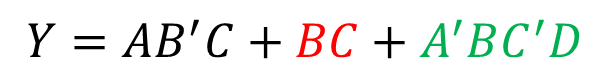 Y = AB′C + BC + A′BC′D